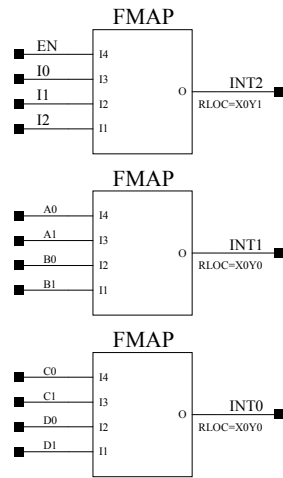 FMAP
EN I4
I0 I3
O INT2
I1 I2
RLOC=X0Y1
I2 I1
FMAP
A0 I4
A1 I3
O INT1
B0 I2
RLOC=X0Y0
B1 I1
FMAP
C0 I4
C1 I3
O INT0
D0 I2
RLOC=X0Y0
D1 I1